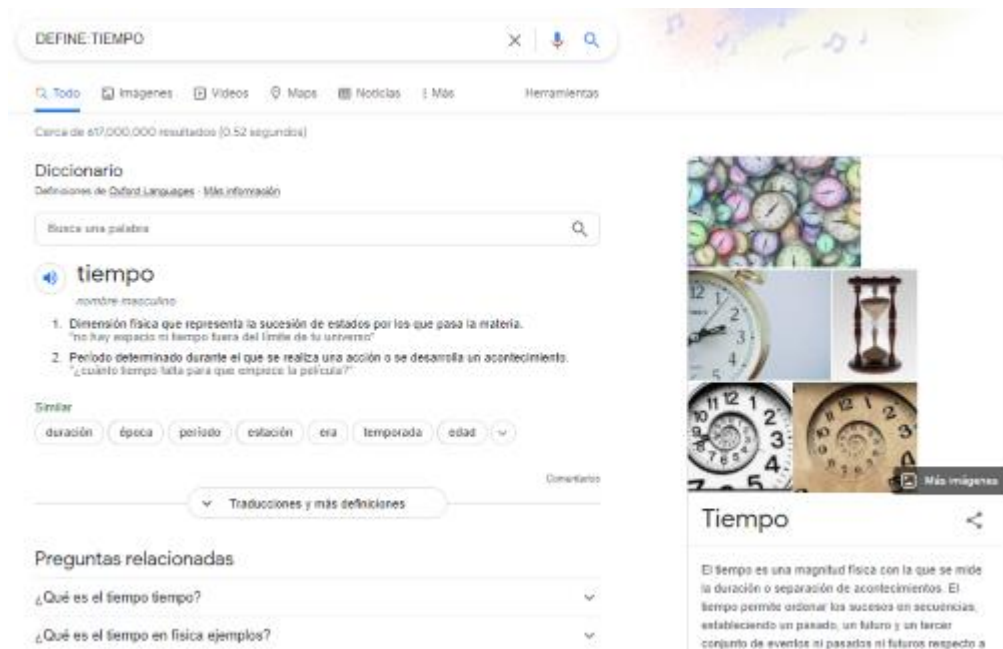 DEFINE:TIEMPO
Todo Imágenes Videos Maps Noticias Más Herramientas
Cerca de 617,000,000 resultados (0.52 segundos)
Diccionario
Definiciones de Oxford Languages · Más información
Busca una palabra
tiempo
nombre masculino
1. Dimensión física que representa la sucesión de estados por los que pasa la materia.
"no hay espacio ni tiempo fuera del límite de tu universo"
2. Período determinado durante el que se realiza una acción o se desarrolla un acontecimiento.
"¿cuánto tiempo falta para que empiece la película?"
Similar
duración época período estación era temporada edad
Comentarios
Traducciones y más definiciones
Preguntas relacionadas
¿Qué es el tiempo tiempo?
¿Qué es el tiempo en física ejemplos?
Más imágenes
Tiempo
El tiempo es una magnitud física con la que se mide
la duración o separación de acontecimientos. El
tiempo permite ordenar los sucesos en secuencias,
estableciendo un pasado, un futuro y un tercer
conjunto de eventos ni pasados ni futuros respecto a